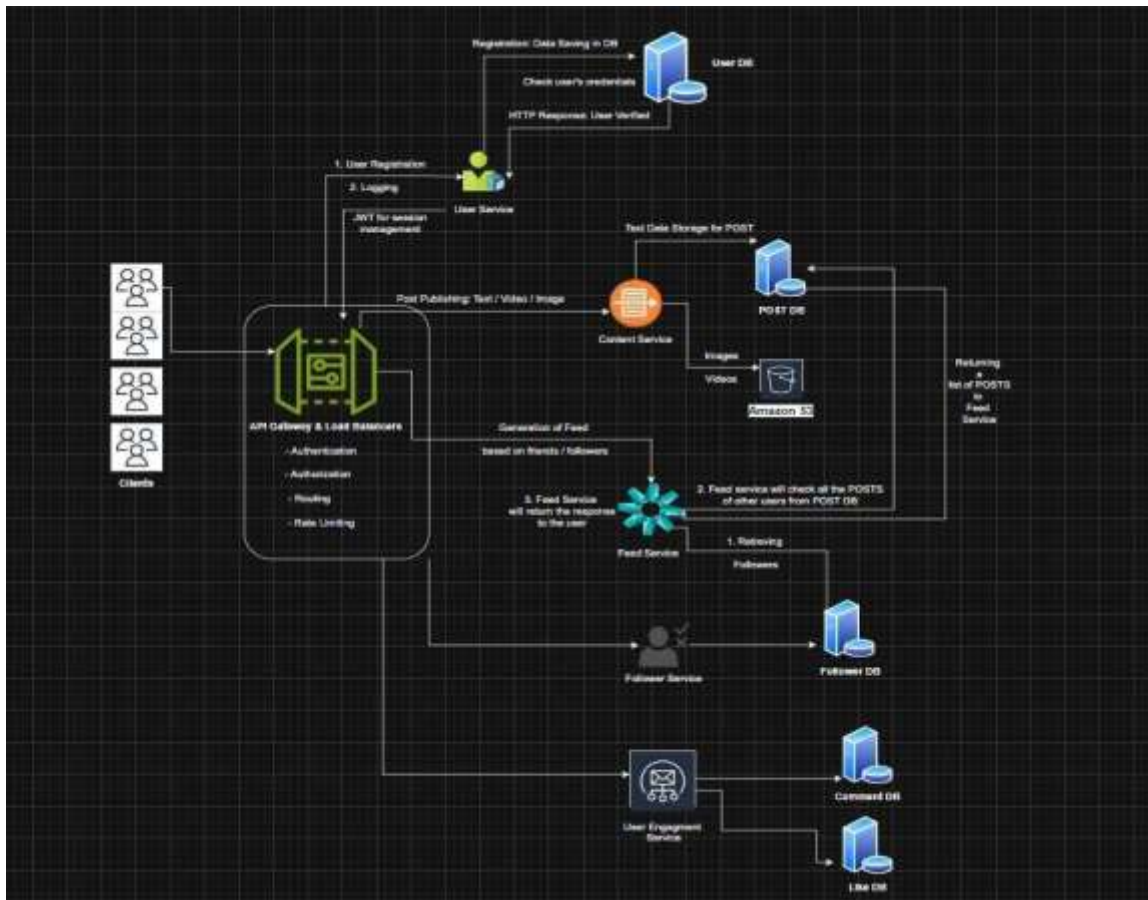 Registration: Data Saving in DB
User DB
Check user's credentials
HTTP Response: User Verified
1. User Registration
2. Logging
User Service
JWT for session
management
Text Data Storage for POST
POST DB
Post Publishing: Text / Video / Image
Content Service
Images
Videos
Amazon S3
Returning
a
list of POSTS
to
Feed
Service
Clients
API Gateway & Load Balancers
- Authentication
- Authorization
- Routing
- Rate Limiting
Generation of Feed
based on friends / followers
3. Feed Service
will return the response
to the user
2. Feed service will check all the POSTS
of other users from POST DB
Feed Service
1. Retrieving
Followers
Follower Service
Follower DB
User Engagment
Service
Comment DB
Like DB